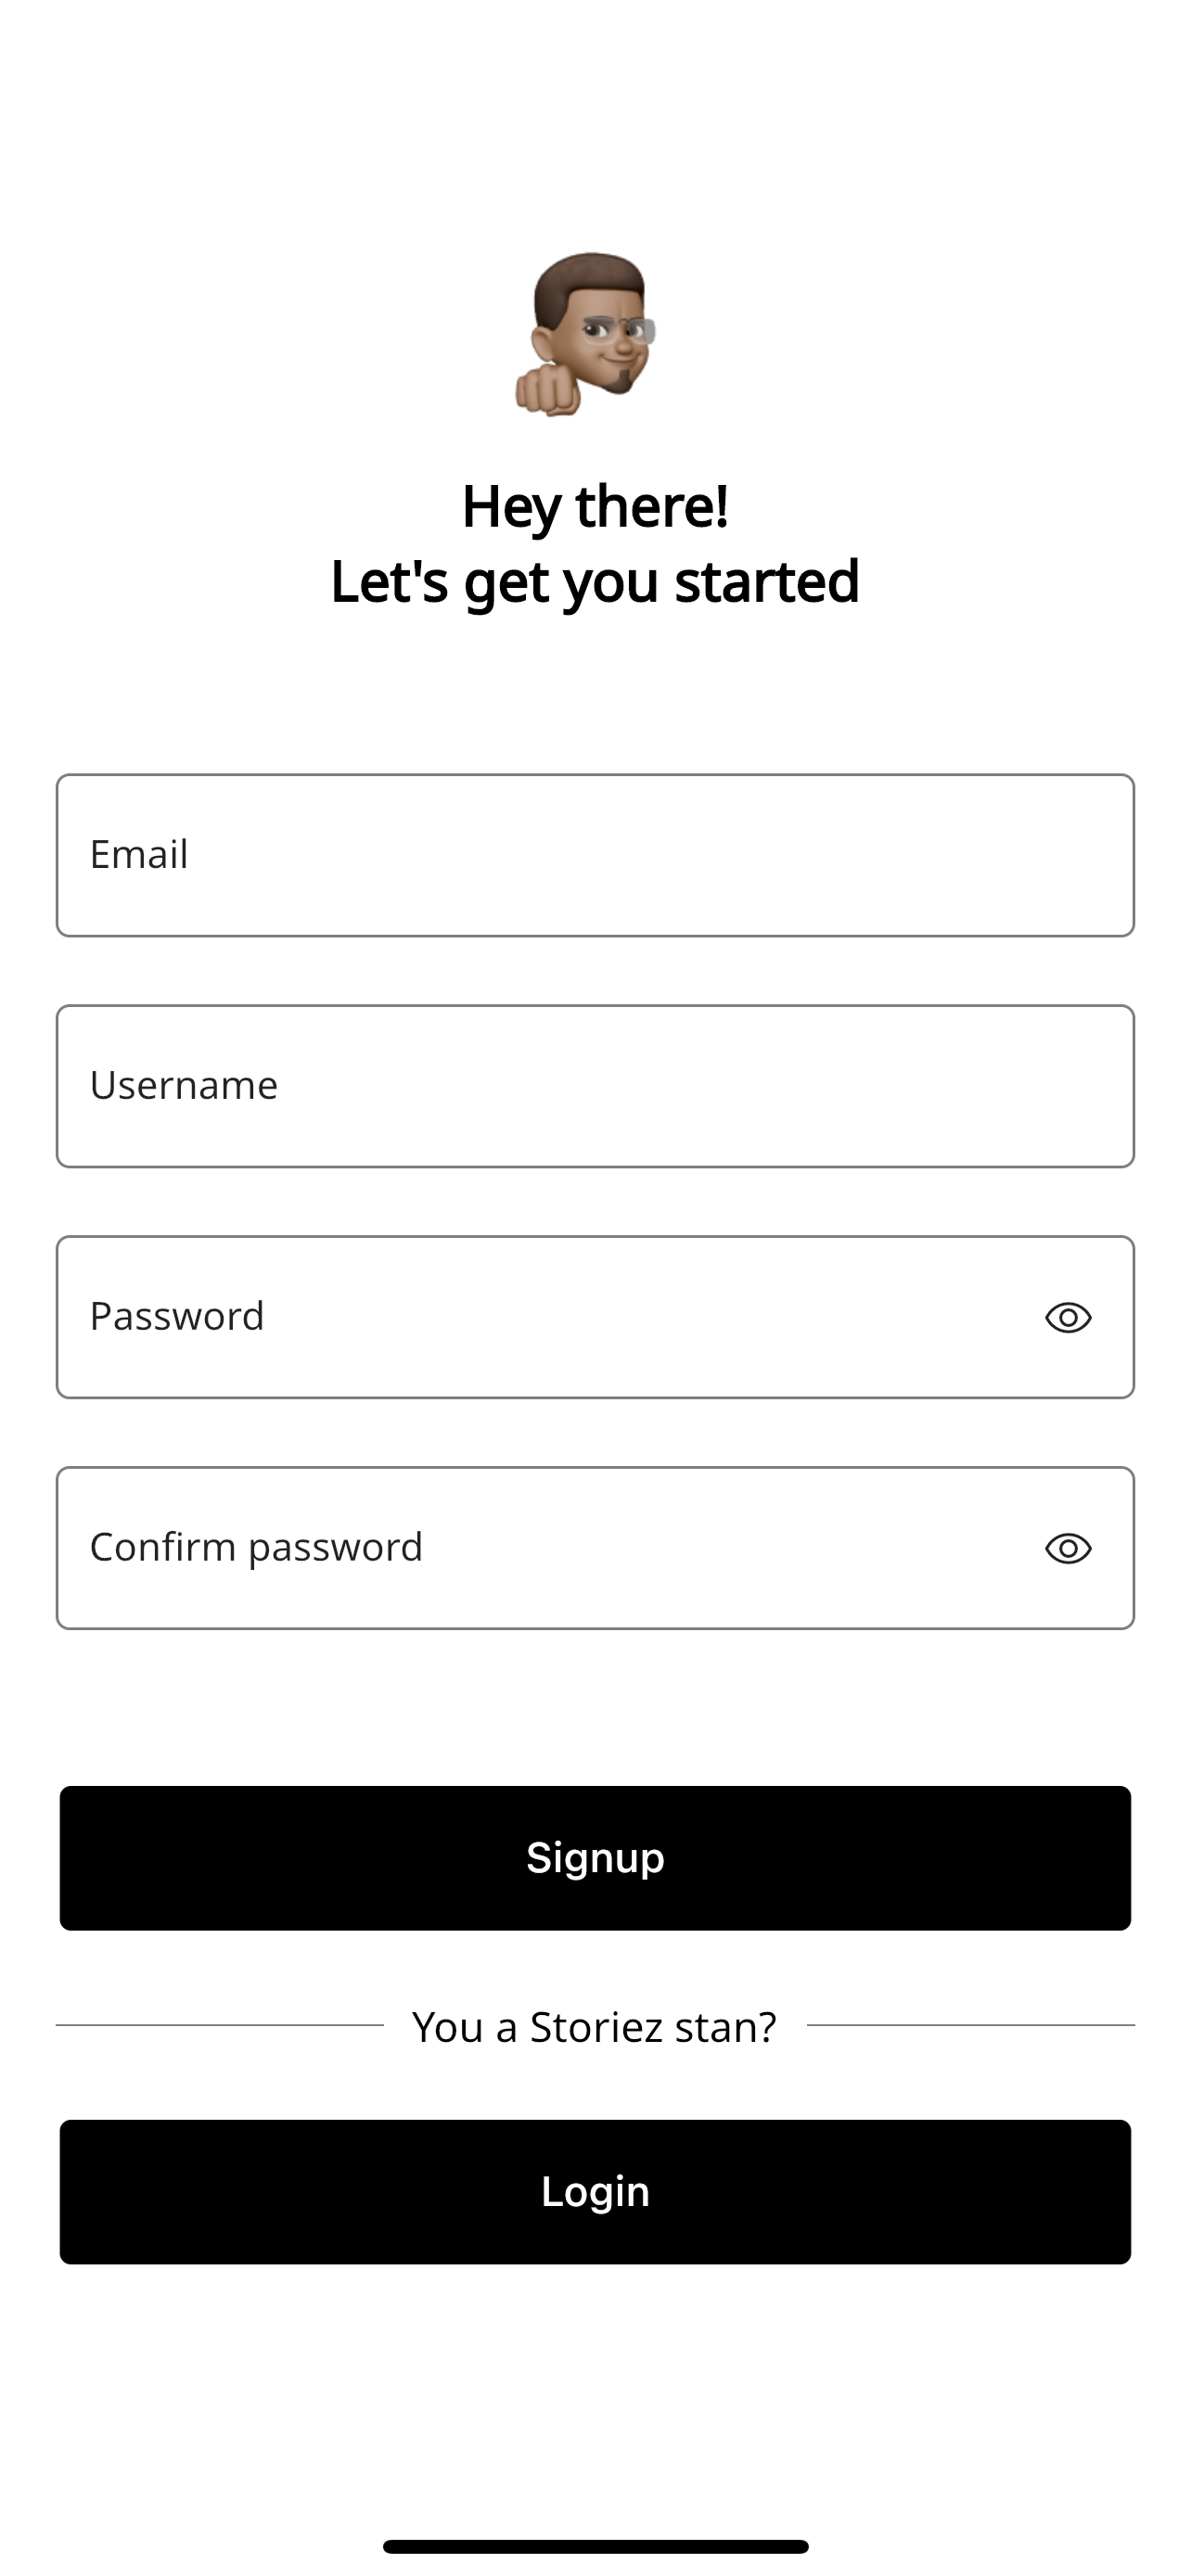 Hey there!
Let's get you started
Email
Username
Password
Confirm password
Signup
You a Storiez stan?
Login